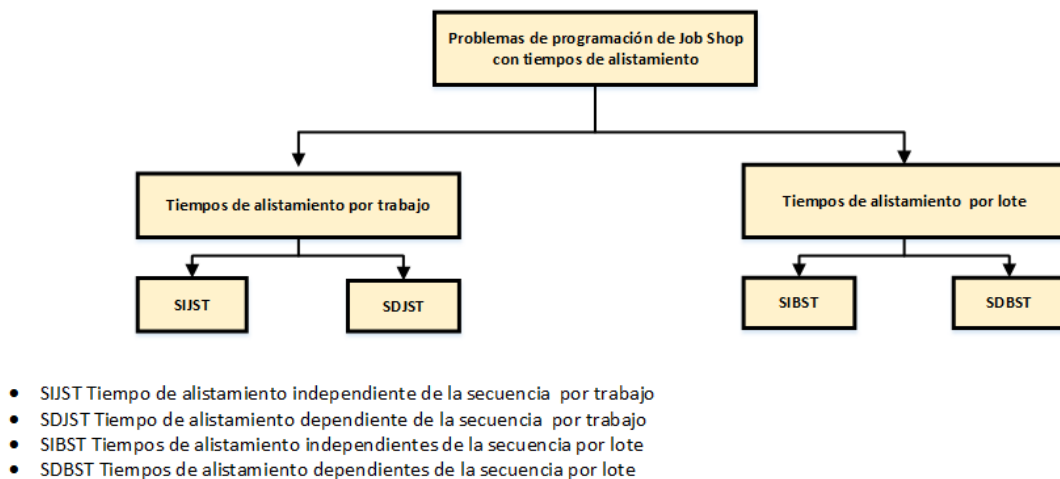 Problemas de programación de Job Shop
con tiempos de alistamiento
Tiempos de alistamiento por trabajo
Tiempos de alistamiento por lote
SIJST
SDJST
SIBST
SDBST
• SIJST Tiempo de alistamiento independiente de la secuencia por trabajo
• SDJST Tiempo de alistamiento dependiente de la secuencia por trabajo
• SIBST Tiempos de alistamiento independientes de la secuencia por lote
• SDBST Tiempos de alistamiento dependientes de la secuencia por lote